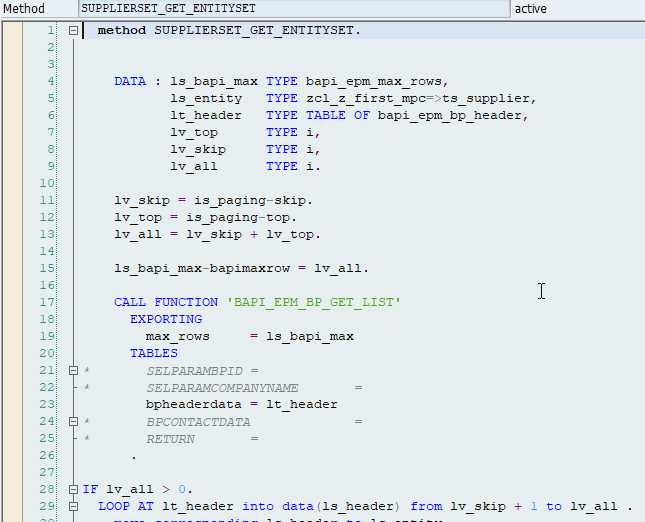 Method SUPPLIERSET_GET_ENTITYSET active
1 method SUPPLIERSET_GET_ENTITYSET.
2
3
4 DATA : ls_bapi_max TYPE bapi_epm_max_rows,
5 ls_entity TYPE zcl_z_first_mpc=>ts_supplier,
6 lt_header TYPE TABLE OF bapi_epm_bp_header,
7 lv_top TYPE i,
8 lv_skip TYPE i,
9 lv_all TYPE i.
10
11 lv_skip = is_paging-skip.
12 lv_top = is_paging-top.
13 lv_all = lv_skip + lv_top.
14
15 ls_bapi_max-bapimaxrow = lv_all.
16
17 CALL FUNCTION 'BAPI_EPM_BP_GET_LIST'
18 EXPORTING
19 max_rows = ls_bapi_max
20 TABLES
21 * SELPARAMBPID =
22 * SELPARAMCOMPANYNAME =
23 bpheaderdata = lt_header
24 * BPCONTACTDATA =
25 * RETURN =
26 .
27
28 IF lv_all > 0.
29 LOOP AT lt_header into data(ls_header) from lv_skip + 1 to lv_all .